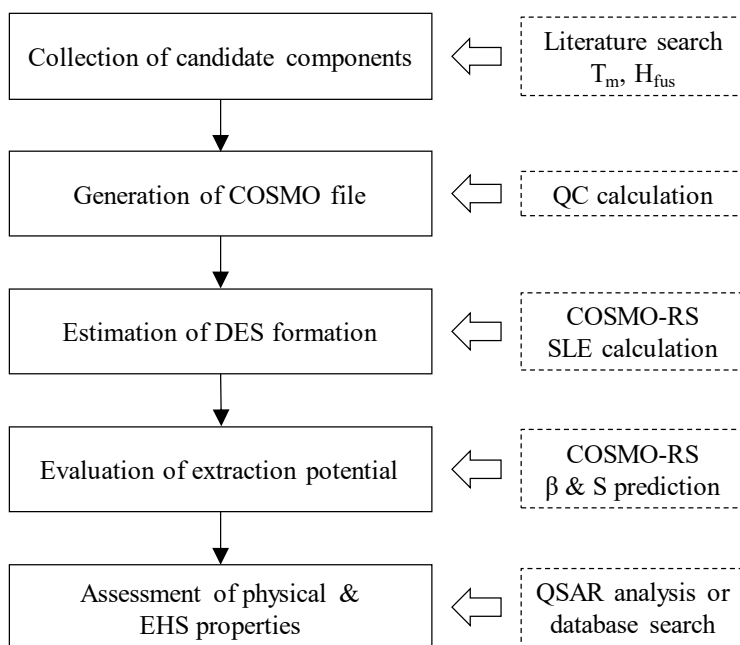 Collection of candidate components
Literature search
Tm, Hfus
Generation of COSMO file
QC calculation
Estimation of DES formation
COSMO-RS
SLE calculation
Evaluation of extraction potential
COSMO-RS
β & S prediction
Assessment of physical &
EHS properties
QSAR analysis or
database search